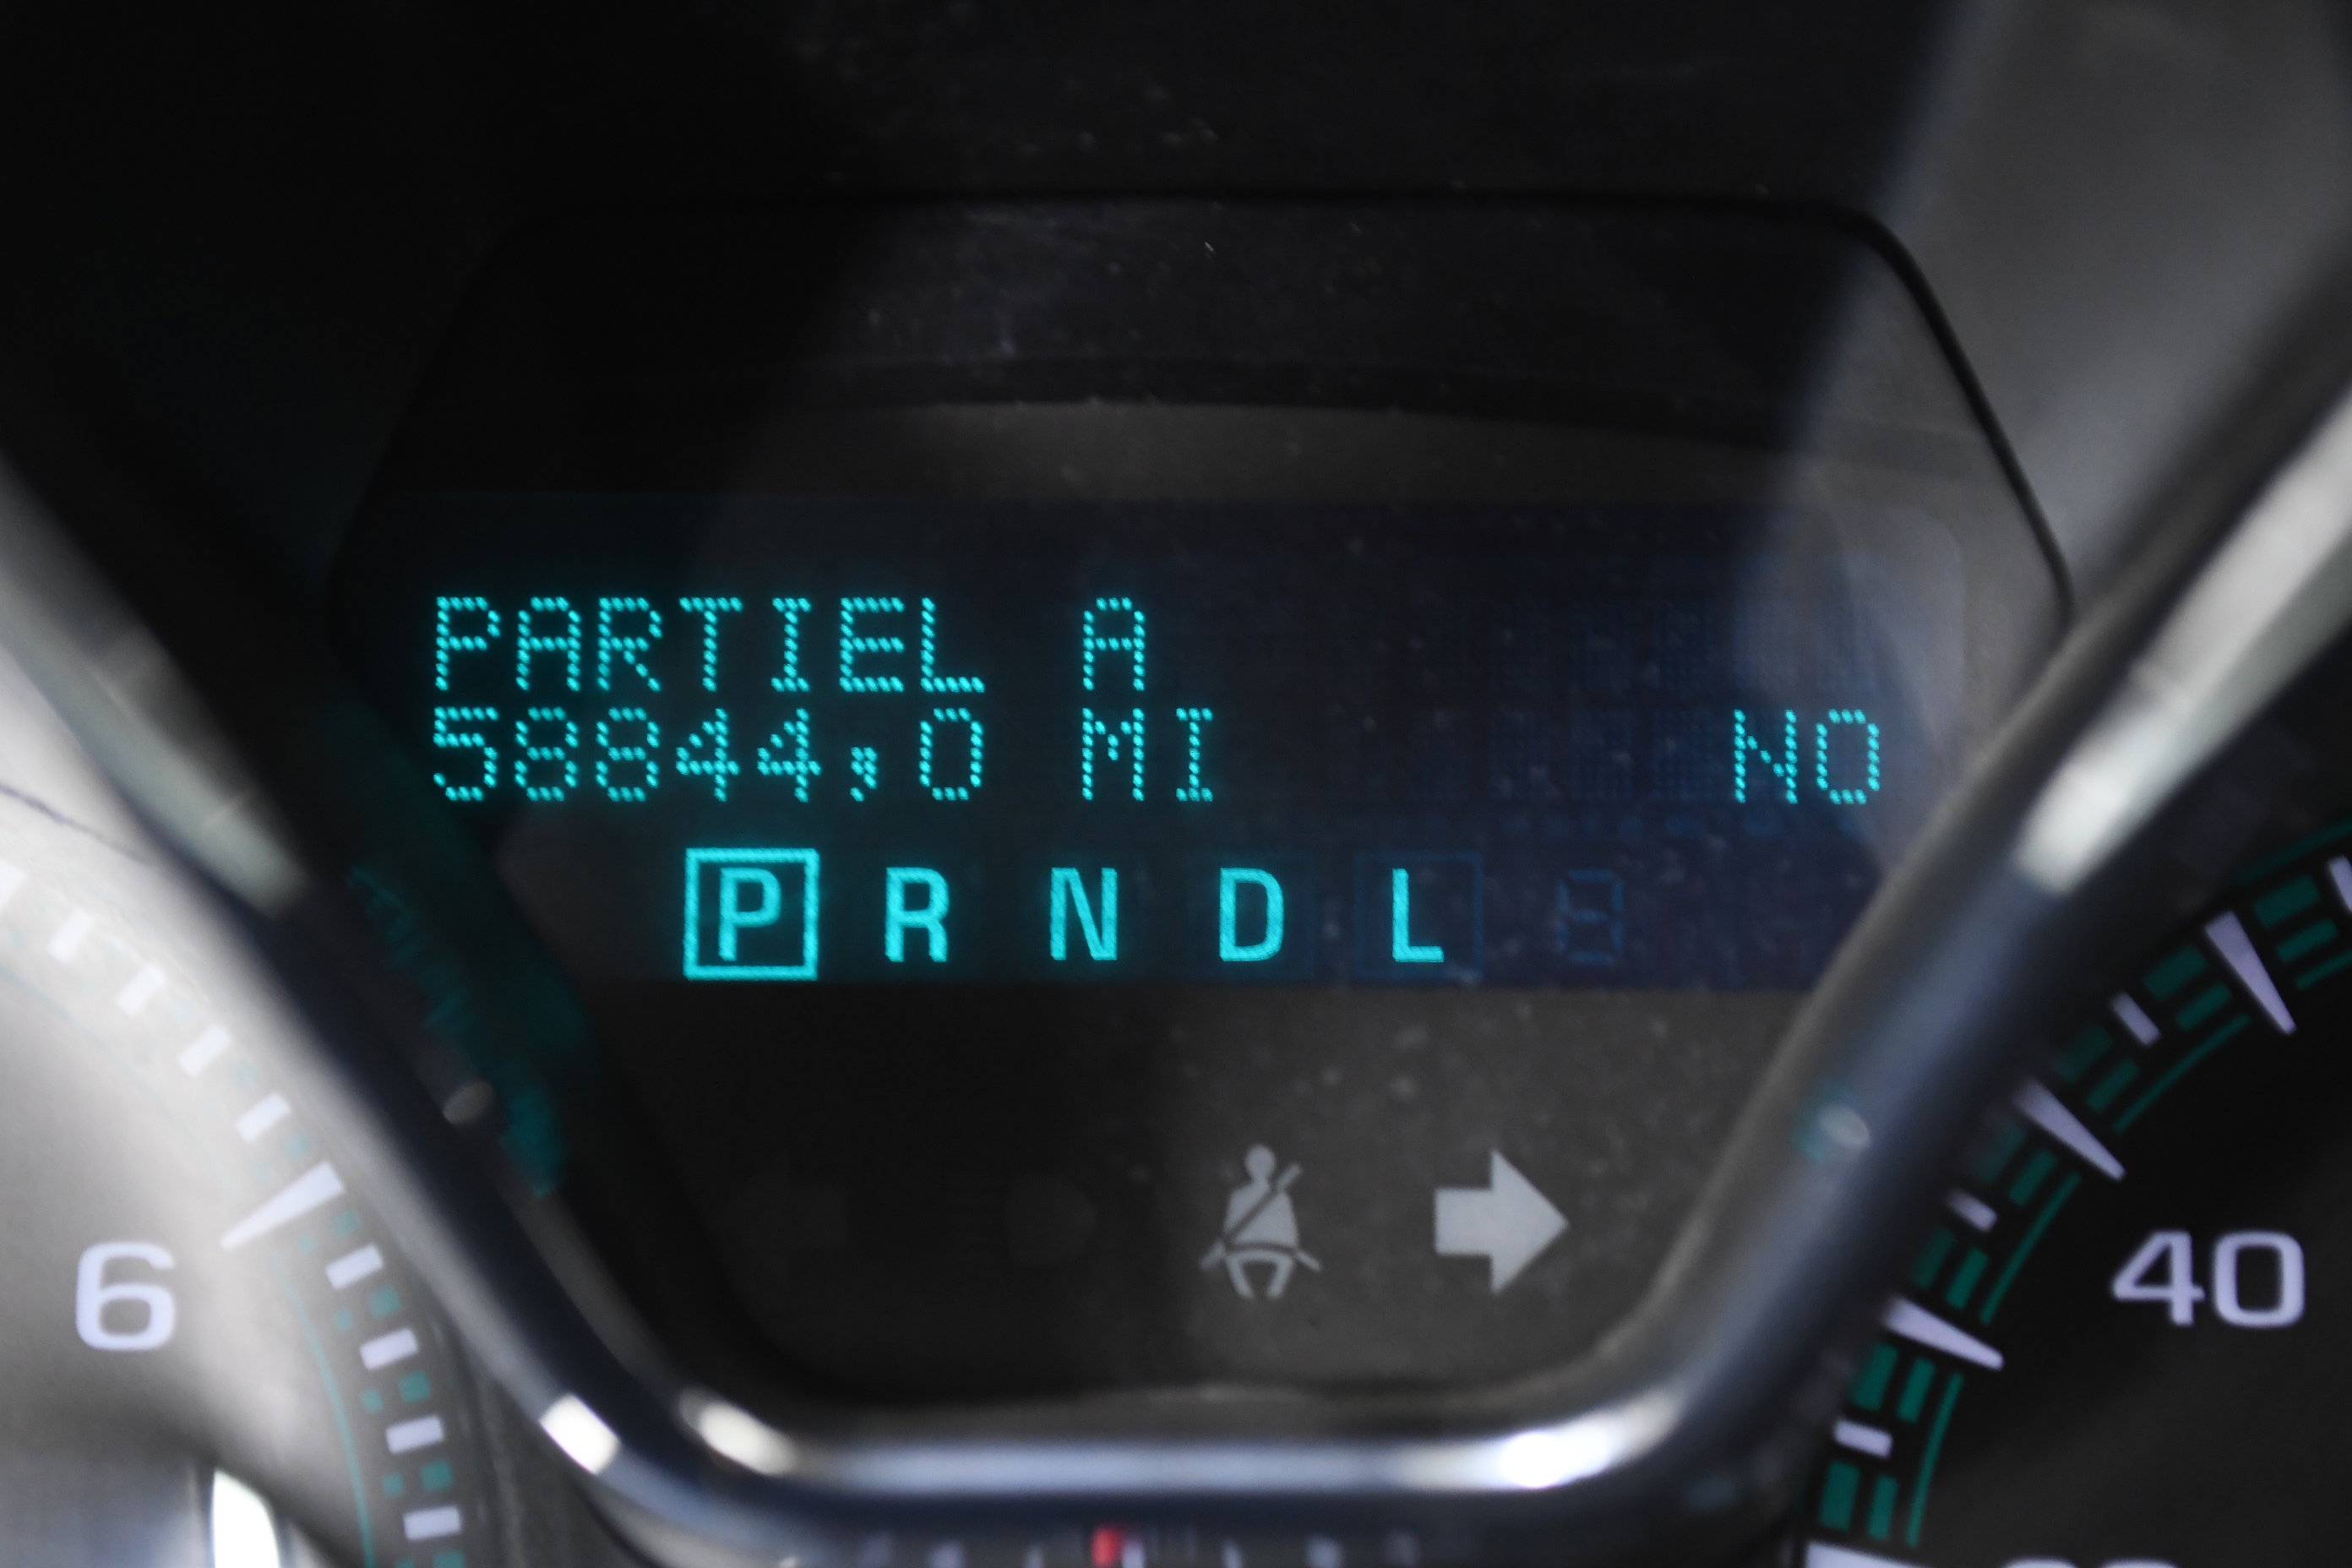 PARTIEL A
58844,0 MI NO
P R N D L
6
40